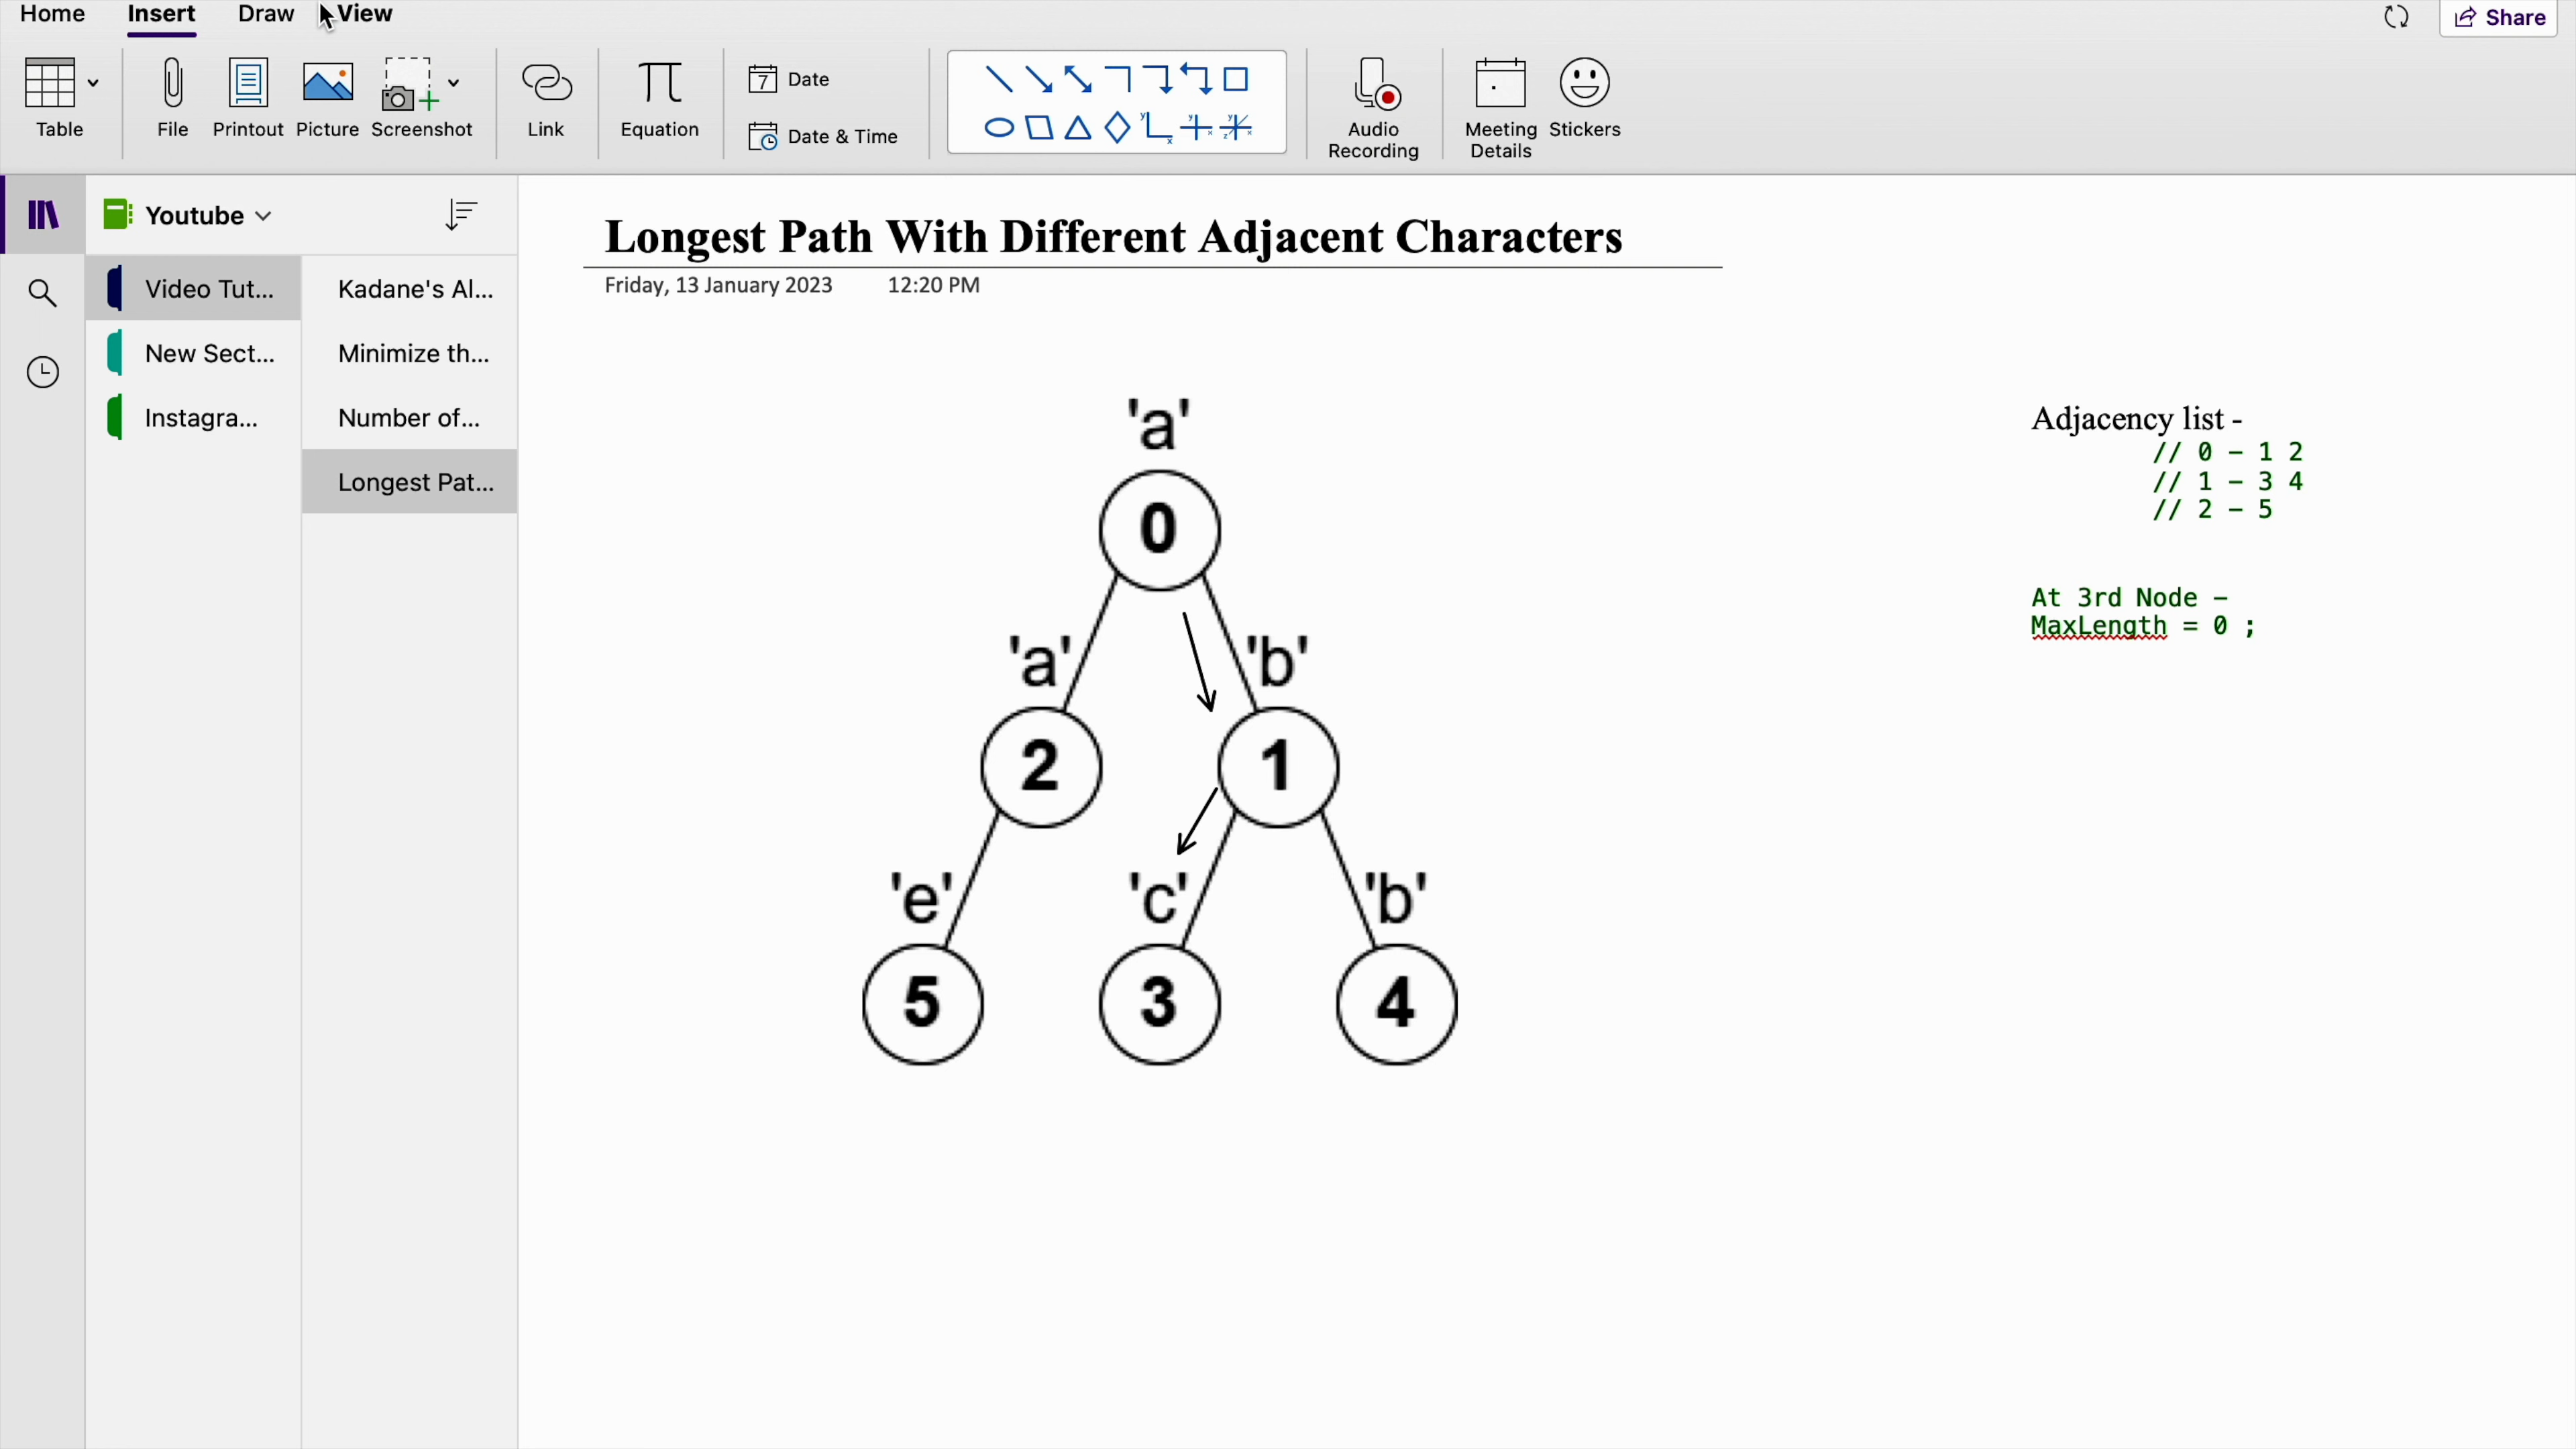 Home Insert Draw View
Share
Table
File
Printout
Picture
Screenshot
Link
Equation
7 Date
Date & Time
Audio
Recording
Meeting
Details
Stickers
Youtube
Video Tut...
New Sect...
Instagra...
Kadane's Al...
Minimize th...
Number of...
Longest Pat...
Longest Path With Different Adjacent Characters
Friday, 13 January 2023 12:20 PM
'a'
0
'a' 'b'
2 1
'e' 'c' 'b'
5 3 4
Adjacency list -
// 0 – 1 2
// 1 – 3 4
// 2 – 5
At 3rd Node –
MaxLength = 0 ;